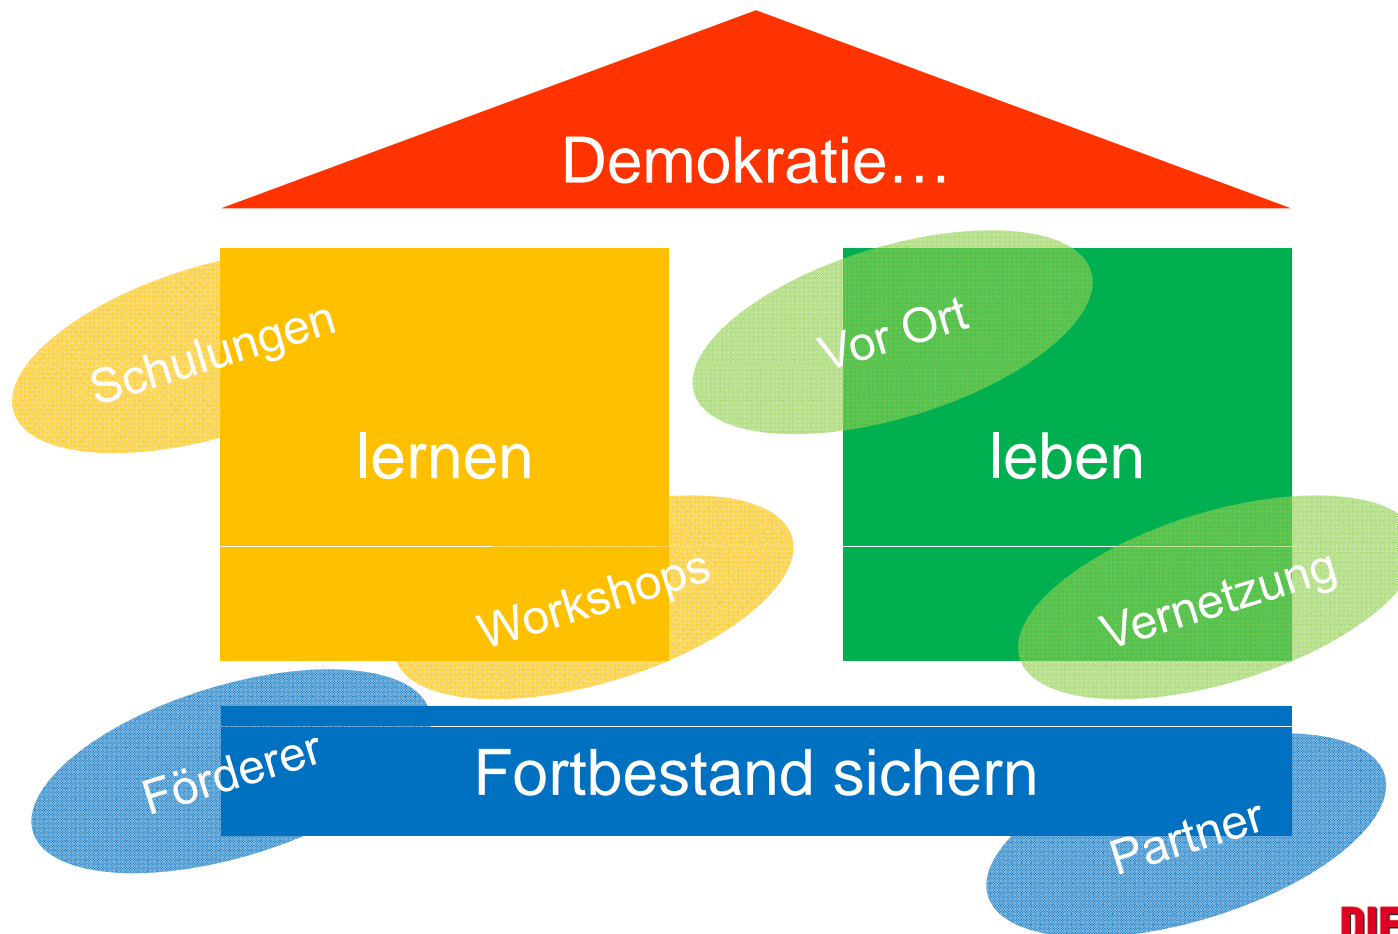 Demokratie…
Schulungen
Vor Ort
lernen
leben
Workshops
Vernetzung
Förderer
Fortbestand sichern
Partner